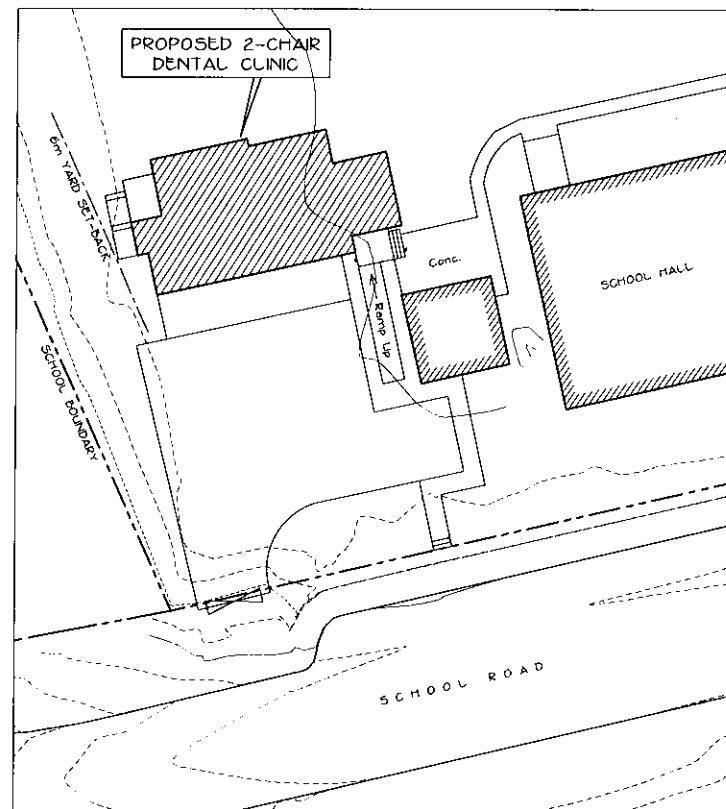 PROPOSED 2-CHAIR
DENTAL CLINIC
6m YARD SET-BACK
Conc.
SCHOOL HALL
Ramp Up
SCHOOL BOUNDARY
SCHOOL ROAD